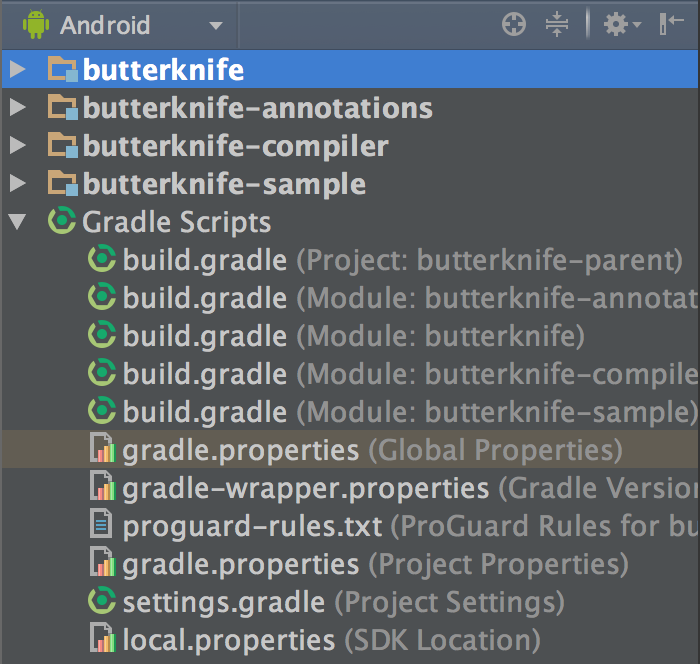 Android
butterknife
butterknife-annotations
butterknife-compiler
butterknife-sample
Gradle Scripts
build.gradle (Project: butterknife-parent)
build.gradle (Module: butterknife-annotat
build.gradle (Module: butterknife)
build.gradle (Module: butterknife-compile
build.gradle (Module: butterknife-sample)
gradle.properties (Global Properties)
gradle-wrapper.properties (Gradle Version
proguard-rules.txt (ProGuard Rules for bu
gradle.properties (Project Properties)
settings.gradle (Project Settings)
local.properties (SDK Location)